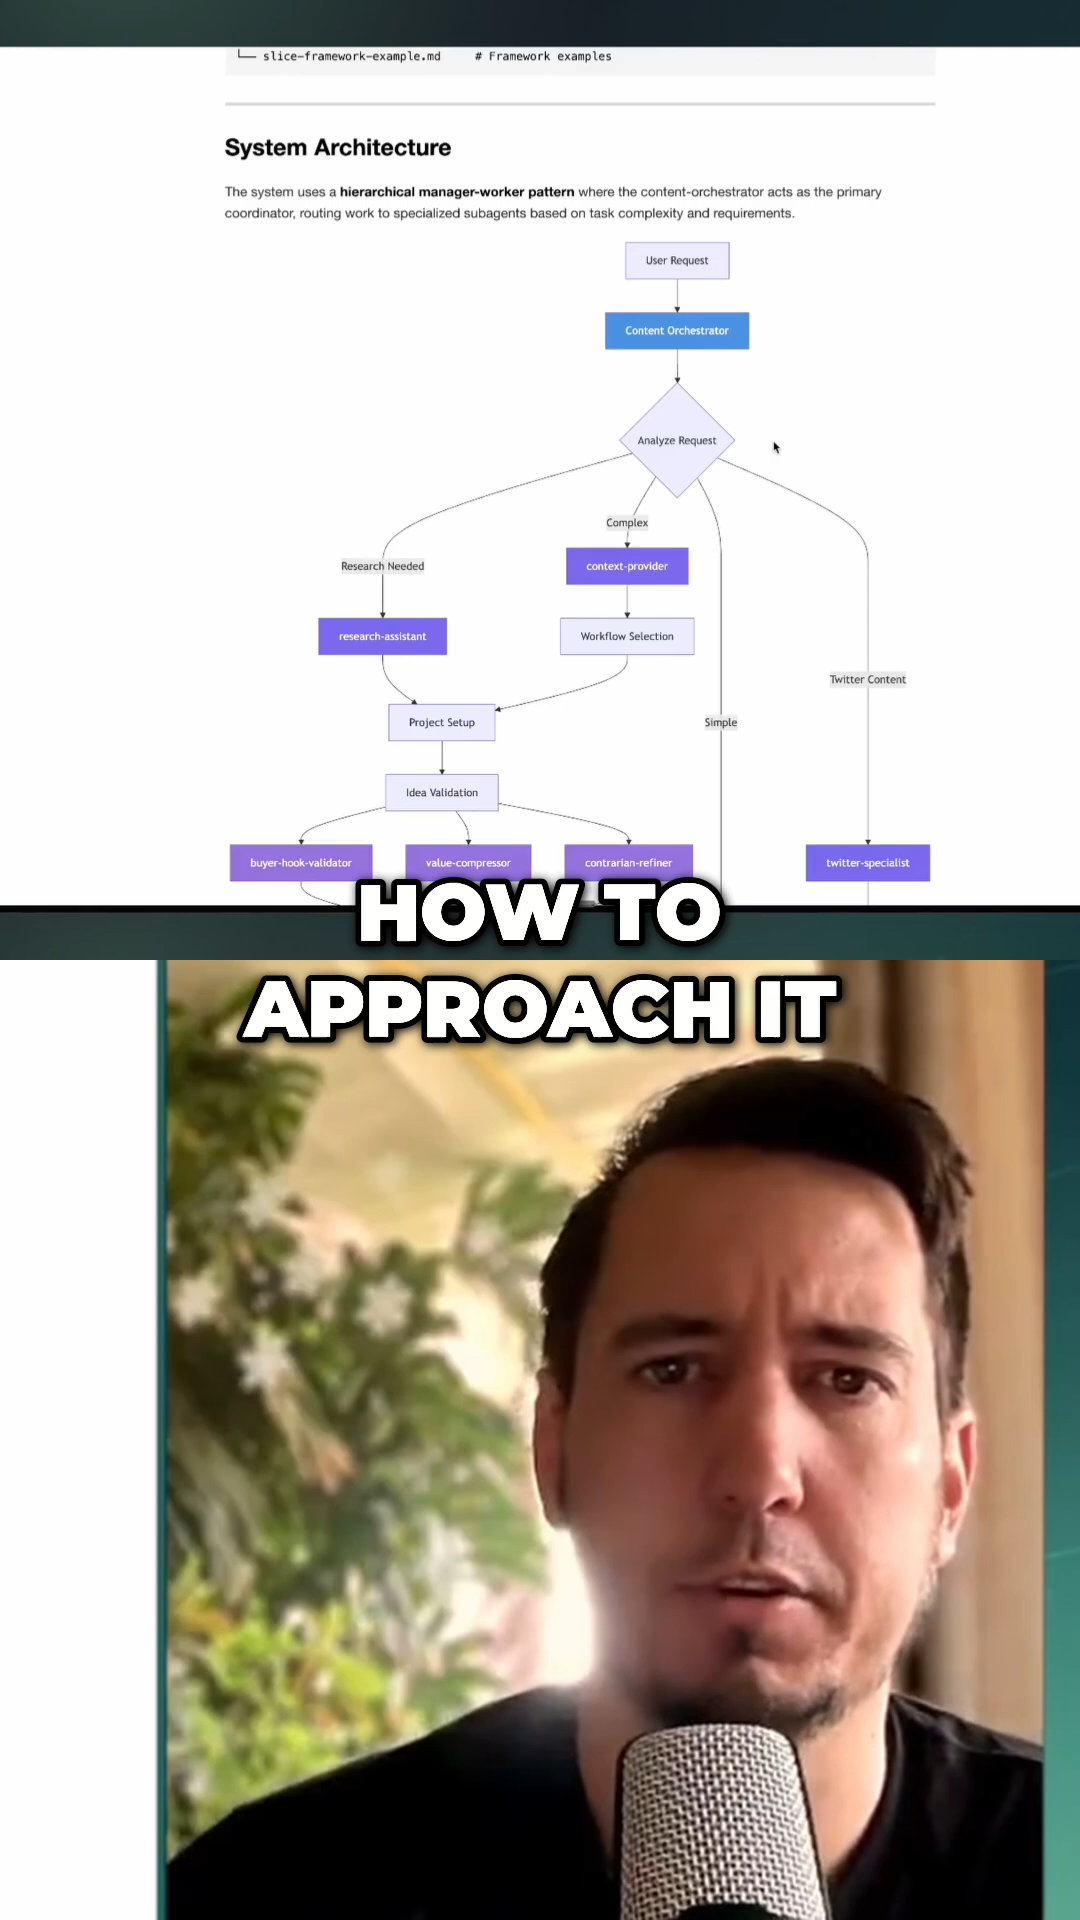 └── slice-framework-example.md # Framework examples
System Architecture
The system uses a hierarchical manager-worker pattern where the content-orchestrator acts as the primary
coordinator, routing work to specialized subagents based on task complexity and requirements.
User Request
Content Orchestrator
Analyze Request
Complex
Research Needed
context-provider
research-assistant
Workflow Selection
Twitter Content
Project Setup
Simple
Idea Validation
buyer-hook-validator
value-compressor
contrarian-refiner
twitter-specialist
HOW TO
APPROACH IT